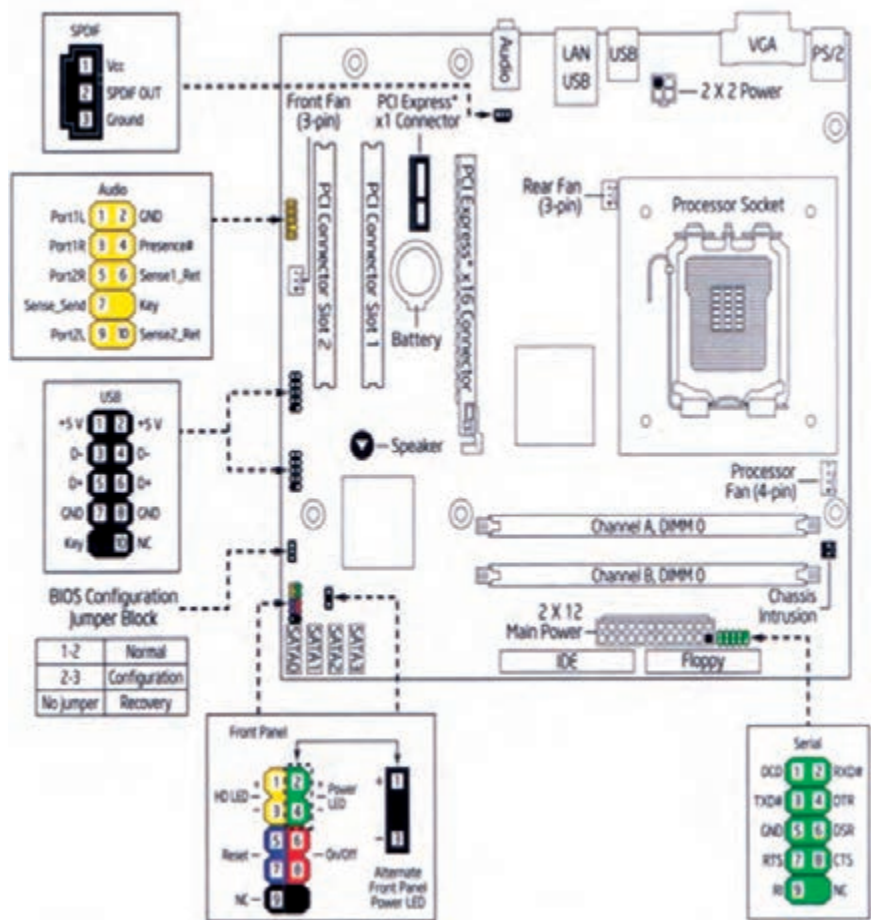 SPDIF
1 Vcc
2 SPDIF OUT
3 Ground
Audio
LAN
USB
USB
VGA
PS/2
2 X 2 Power
Front Fan
(3-pin)
PCI Express*
x1 Connector
Rear Fan
(3-pin)
Processor Socket
PCI Connector Slot 2
PCI Connector Slot 1
PCI Express* x16 Connector
Battery
Audio
Port1L 1 2 GND
Port1R 3 4 Presence#
Port2R 5 6 Sense1_Ret
Sense_Send 7 Key
Port2L 9 10 Sense2_Ret
USB
+5 V 1 2 +5 V
D- 3 4 D-
D+ 5 6 D+
GND 7 8 GND
Key 10 NC
Speaker
Processor
Fan (4-pin)
Channel A, DIMM 0
Channel B, DIMM 0
Chassis
Intrusion
BIOS Configuration
Jumper Block
1-2 Normal
2-3 Configuration
No jumper Recovery
2 X 12
Main Power
SATA0
SATA1
SATA2
SATA3
IDE
Floppy
Front Panel
+ 1 2 +
HD LED Power
LED
- 3 4 -
Reset 5 6 On/Off
7 8
NC 9
+ 1
- 3
Alternate
Front Panel
Power LED
Serial
DCD 1 2 RXD#
TXD# 3 4 DTR
GND 5 6 DSR
RTS 7 8 CTS
RI 9 NC